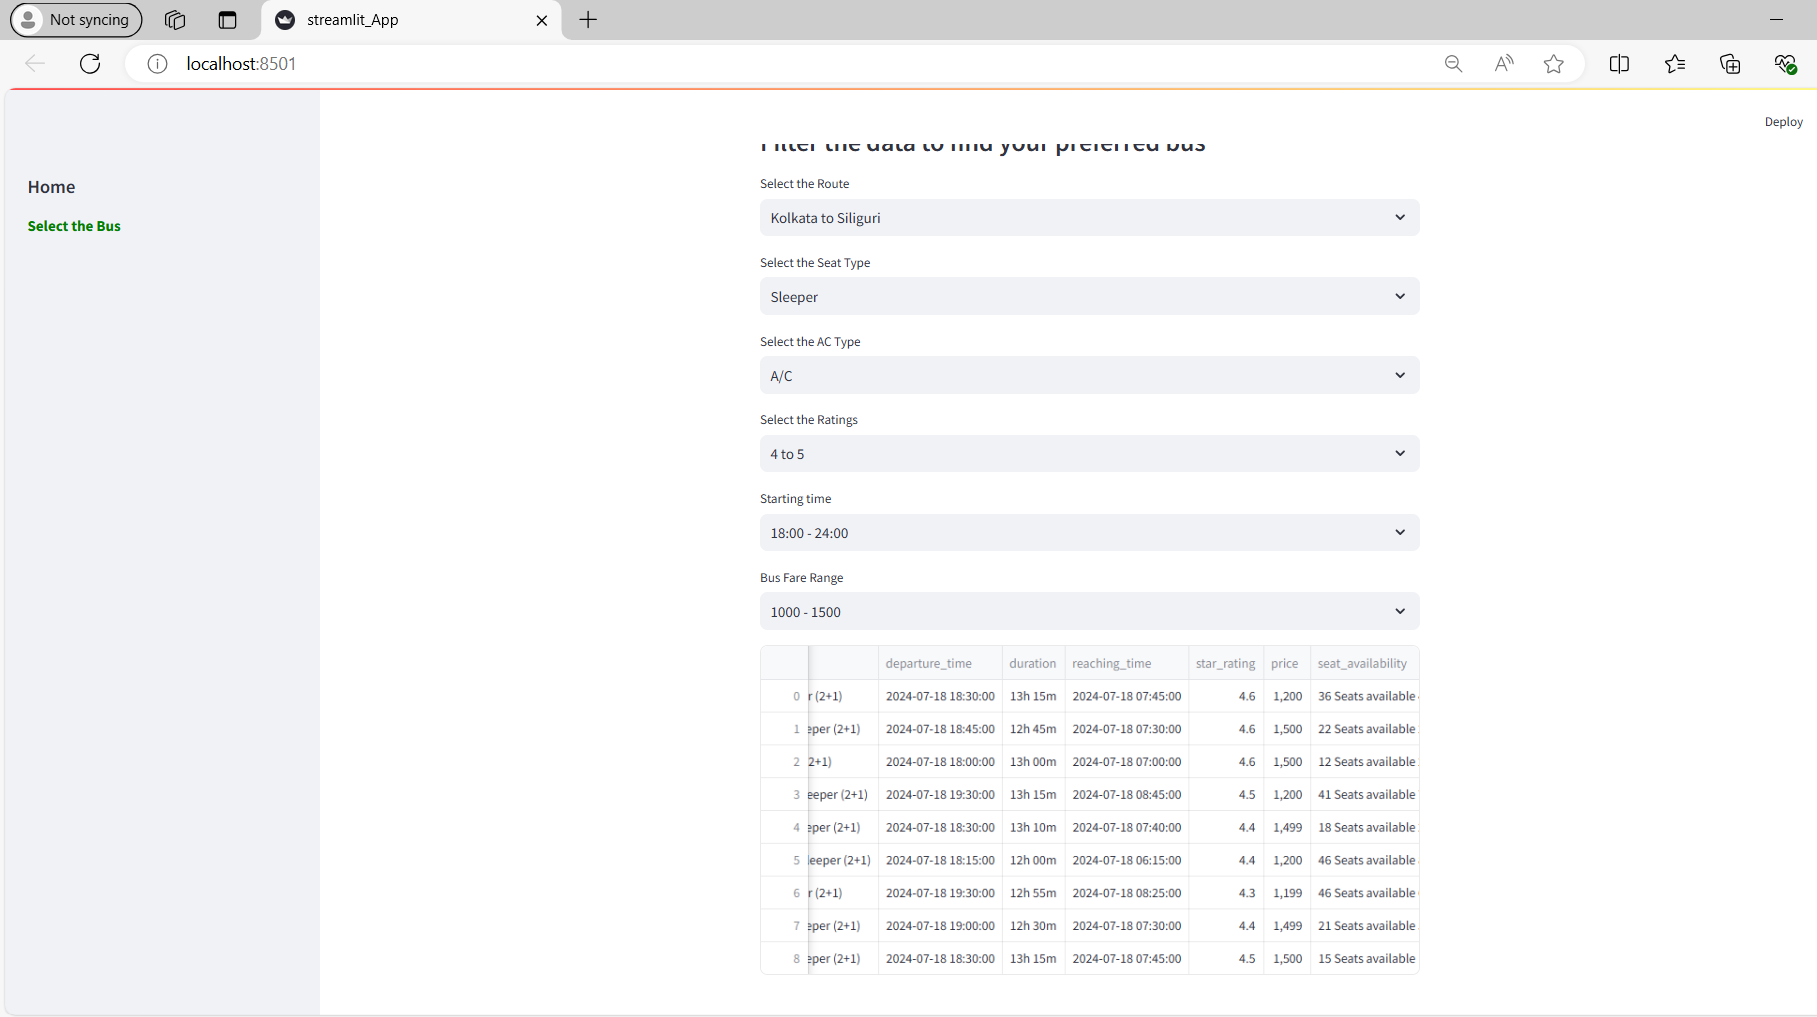 Not syncing
streamlit_App
localhost:8501
Deploy
Home
Select the Bus
Filter the data to find your preferred bus
Select the Route
Kolkata to Siliguri
Select the Seat Type
Sleeper
Select the AC Type
A/C
Select the Ratings
4 to 5
Starting time
18:00 - 24:00
Bus Fare Range
1000 - 1500
departure_time duration reaching_time star_rating price seat_availability
0 r (2+1) 2024-07-18 18:30:00 13h 15m 2024-07-18 07:45:00 4.6 1,200 36 Seats available
1 eper (2+1) 2024-07-18 18:45:00 12h 45m 2024-07-18 07:30:00 4.6 1,500 22 Seats available
2 2+1) 2024-07-18 18:00:00 13h 00m 2024-07-18 07:00:00 4.6 1,500 12 Seats available
3 eeper (2+1) 2024-07-18 19:30:00 13h 15m 2024-07-18 08:45:00 4.5 1,200 41 Seats available
4 eper (2+1) 2024-07-18 18:30:00 13h 10m 2024-07-18 07:40:00 4.4 1,499 18 Seats available
5 leeper (2+1) 2024-07-18 18:15:00 12h 00m 2024-07-18 06:15:00 4.4 1,200 46 Seats available
6 r (2+1) 2024-07-18 19:30:00 12h 55m 2024-07-18 08:25:00 4.3 1,199 46 Seats available
7 eper (2+1) 2024-07-18 19:00:00 12h 30m 2024-07-18 07:30:00 4.4 1,499 21 Seats available
8 eper (2+1) 2024-07-18 18:30:00 13h 15m 2024-07-18 07:45:00 4.5 1,500 15 Seats available